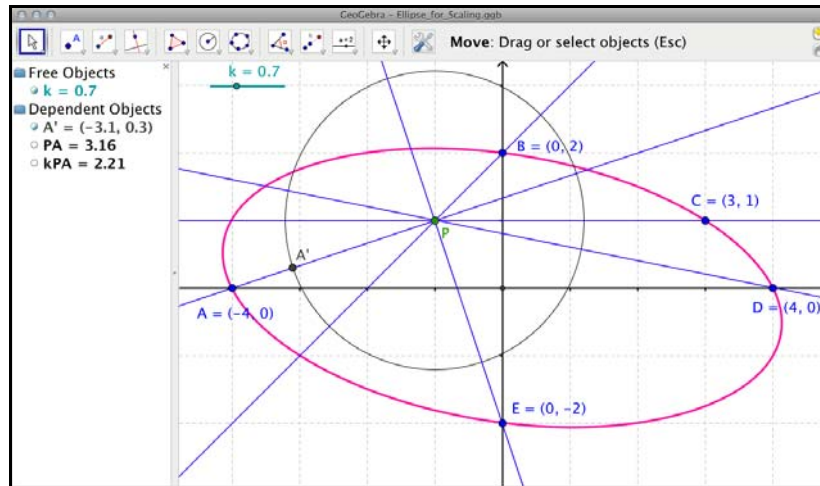 GeoGebra - Ellipse_for_Scaling.ggb
Move: Drag or select objects (Esc)
Free Objects
k = 0.7
Dependent Objects
A' = (-3.1, 0.3)
PA = 3.16
kPA = 2.21
k = 0.7
B = (0, 2)
C = (3, 1)
P
A'
A = (-4, 0)
D = (4, 0)
E = (0, -2)